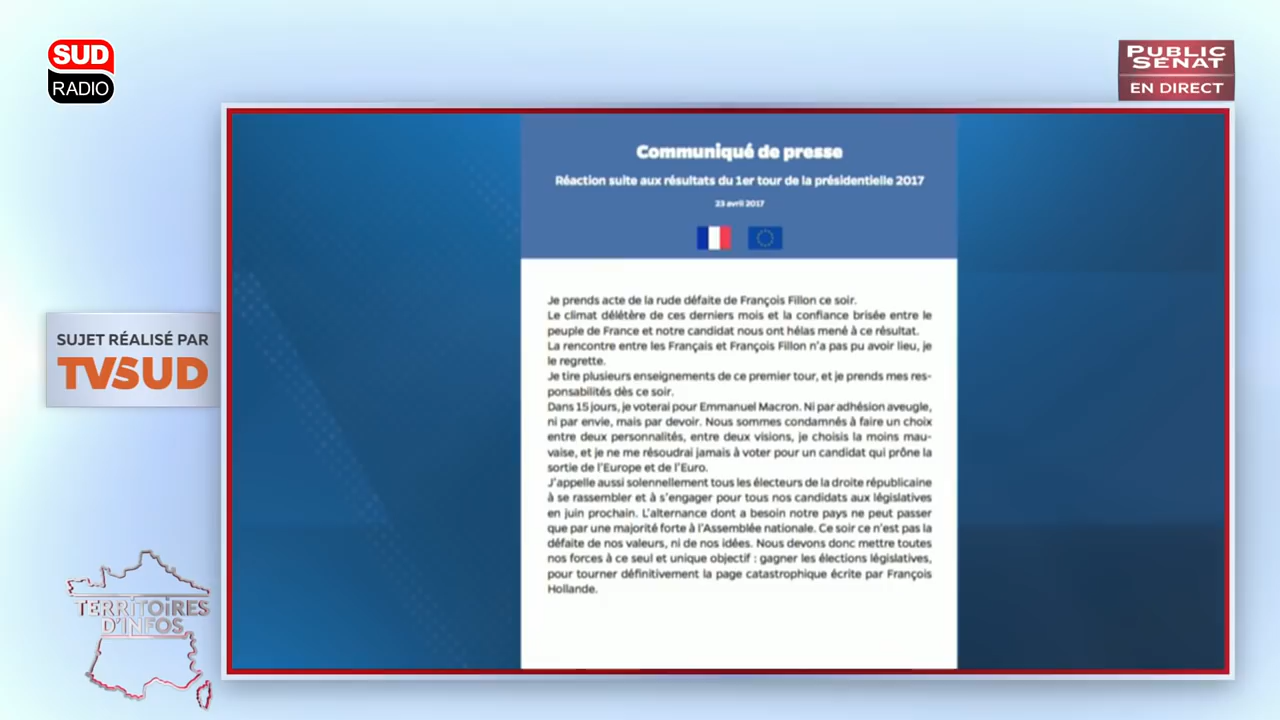 SUD
RADIO
PUBLIC
SENAT
EN DIRECT
Communiqué de presse
Réaction suite aux résultats du 1er tour de la présidentielle 2017
23 avril 2017
Je prends acte de la rude défaite de François Fillon ce soir.
Le climat délétère de ces derniers mois et la confiance brisée entre le
peuple de France et notre candidat nous ont hélas mené à ce résultat.
La rencontre entre les Français et François Fillon n'a pas pu avoir lieu, je
le regrette.
Je tire plusieurs enseignements de ce premier tour, et je prends mes res-
ponsabilités dès ce soir.
Dans 15 jours, je voterai pour Emmanuel Macron. Ni par adhésion aveugle,
ni par envie, mais par devoir. Nous sommes condamnés à faire un choix
entre deux personnalités, entre deux visions, je choisis la moins mau-
vaise, et je ne me résoudrai jamais à voter pour un candidat qui prône la
sortie de l'Europe et de l'Euro.
J'appelle aussi solennellement tous les électeurs de la droite républicaine
à se rassembler et à s'engager pour tous nos candidats aux législatives
en juin prochain. L'alternance dont a besoin notre pays ne peut passer
que par une majorité forte à l'Assemblée nationale. Ce soir ce n'est pas la
défaite de nos valeurs, ni de nos idées. Nous devons donc mettre toutes
nos forces à ce seul et unique objectif : gagner les élections législatives,
pour tourner définitivement la page catastrophique écrite par François
Hollande.
SUJET RÉALISÉ PAR
TVSUD
TERRITOIRES
D'INFOS